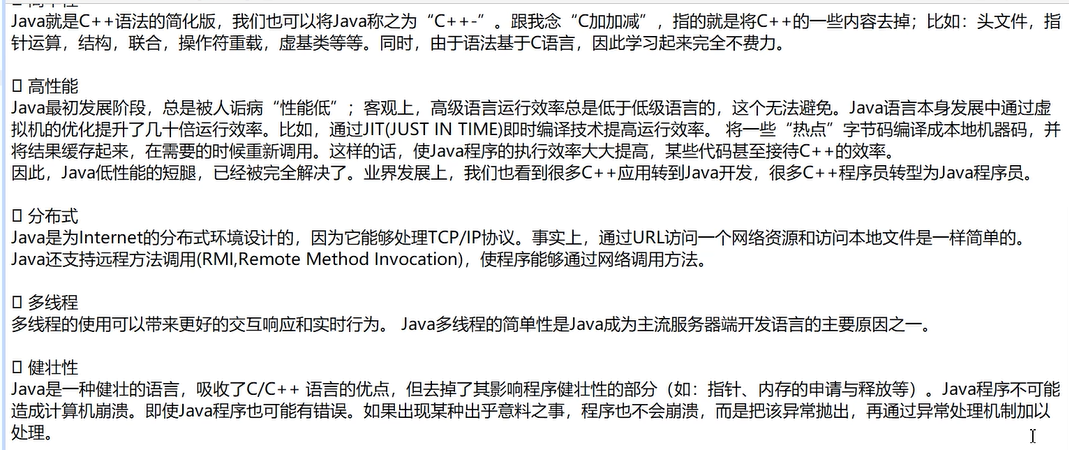 简单性
Java就是C++语法的简化版，我们也可以将Java称之为“C++-”。跟我念“C加加减”，指的就是将C++的一些内容去掉；比如：头文件，指
针运算，结构，联合，操作符重载，虚基类等等。同时，由于语法基于C语言，因此学习起来完全不费力。
高性能
Java最初发展阶段，总是被人诟病“性能低”；客观上，高级语言运行效率总是低于低级语言的，这个无法避免。Java语言本身发展中通过虚
拟机的优化提升了几十倍运行效率。比如，通过JIT(JUST IN TIME)即时编译技术提高运行效率。 将一些“热点”字节码编译成本地机器码，并
将结果缓存起来，在需要的时候重新调用。这样的话，使Java程序的执行效率大大提高，某些代码甚至接待C++的效率。
因此，Java低性能的短腿，已经被完全解决了。业界发展上，我们也看到很多C++应用转到Java开发，很多C++程序员转型为Java程序员。
分布式
Java是为Internet的分布式环境设计的，因为它能够处理TCP/IP协议。事实上，通过URL访问一个网络资源和访问本地文件是一样简单的。
Java还支持远程方法调用(RMI,Remote Method Invocation)，使程序能够通过网络调用方法。
多线程
多线程的使用可以带来更好的交互响应和实时行为。 Java多线程的简单性是Java成为主流服务器端开发语言的主要原因之一。
健壮性
Java是一种健壮的语言，吸收了C/C++ 语言的优点，但去掉了其影响程序健壮性的部分（如：指针、内存的申请与释放等）。Java程序不可能
造成计算机崩溃。即使Java程序也可能有错误。如果出现某种出乎意料之事，程序也不会崩溃，而是把该异常抛出，再通过异常处理机制加以
处理。